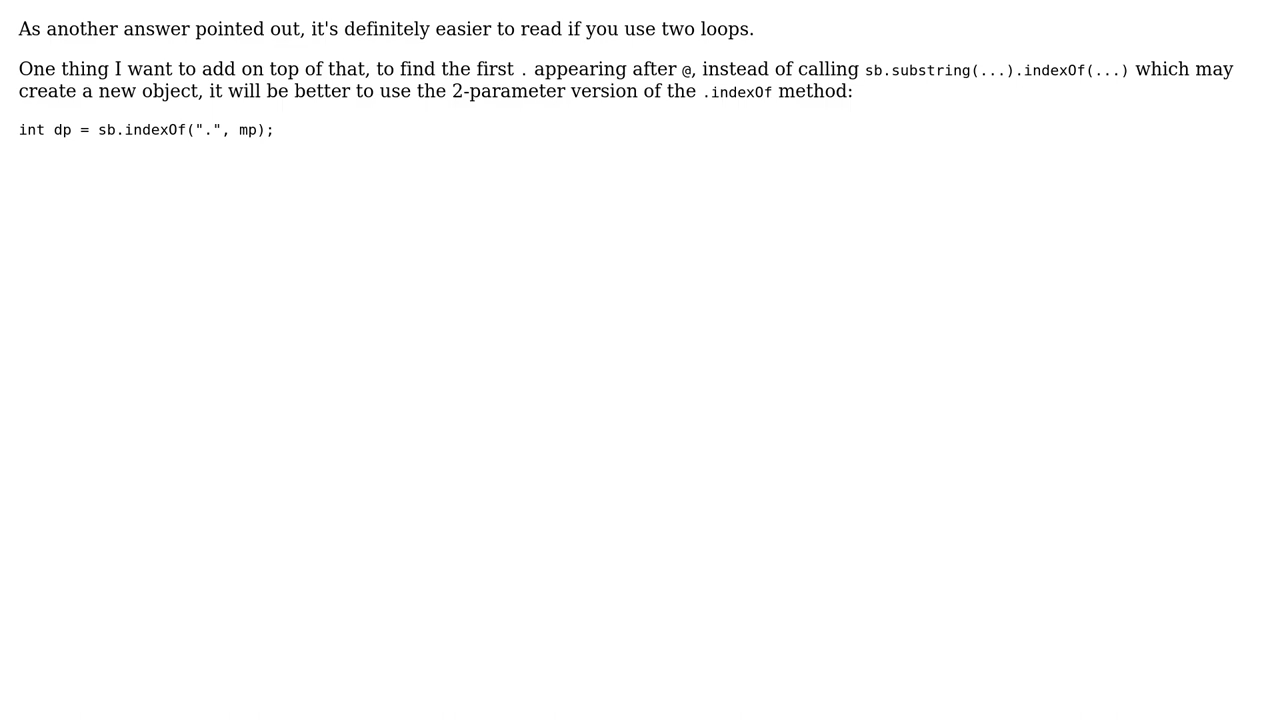 As another answer pointed out, it's definitely easier to read if you use two loops.
One thing I want to add on top of that, to find the first . appearing after @, instead of calling sb.substring(...).indexOf(...) which may
create a new object, it will be better to use the 2-parameter version of the .indexOf method:
int dp = sb.indexOf(".", mp);